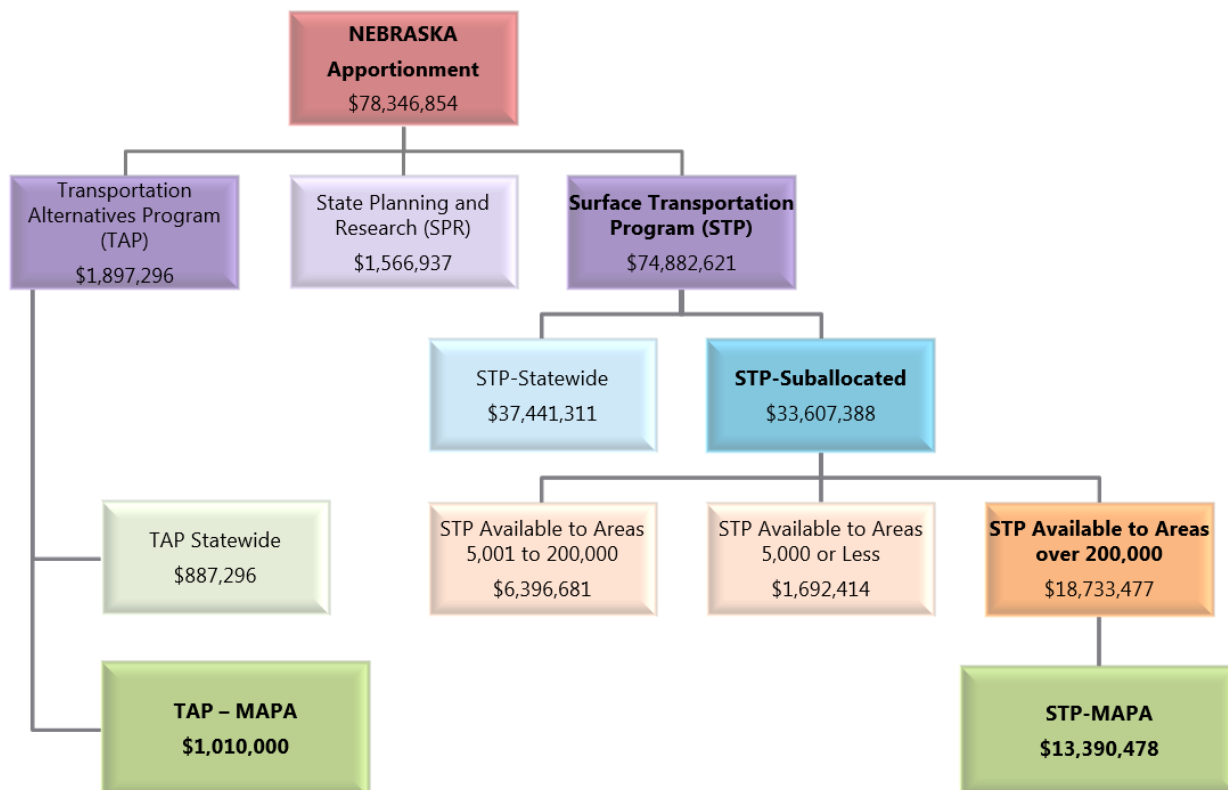 NEBRASKA
Apportionment
$78,346,854
Transportation
Alternatives Program
(TAP)
$1,897,296
State Planning and
Research (SPR)
$1,566,937
Surface Transportation
Program (STP)
$74,882,621
STP-Statewide
$37,441,311
STP-Suballocated
$33,607,388
TAP Statewide
$887,296
STP Available to Areas
5,001 to 200,000
$6,396,681
STP Available to Areas
5,000 or Less
$1,692,414
STP Available to Areas
over 200,000
$18,733,477
TAP – MAPA
$1,010,000
STP-MAPA
$13,390,478